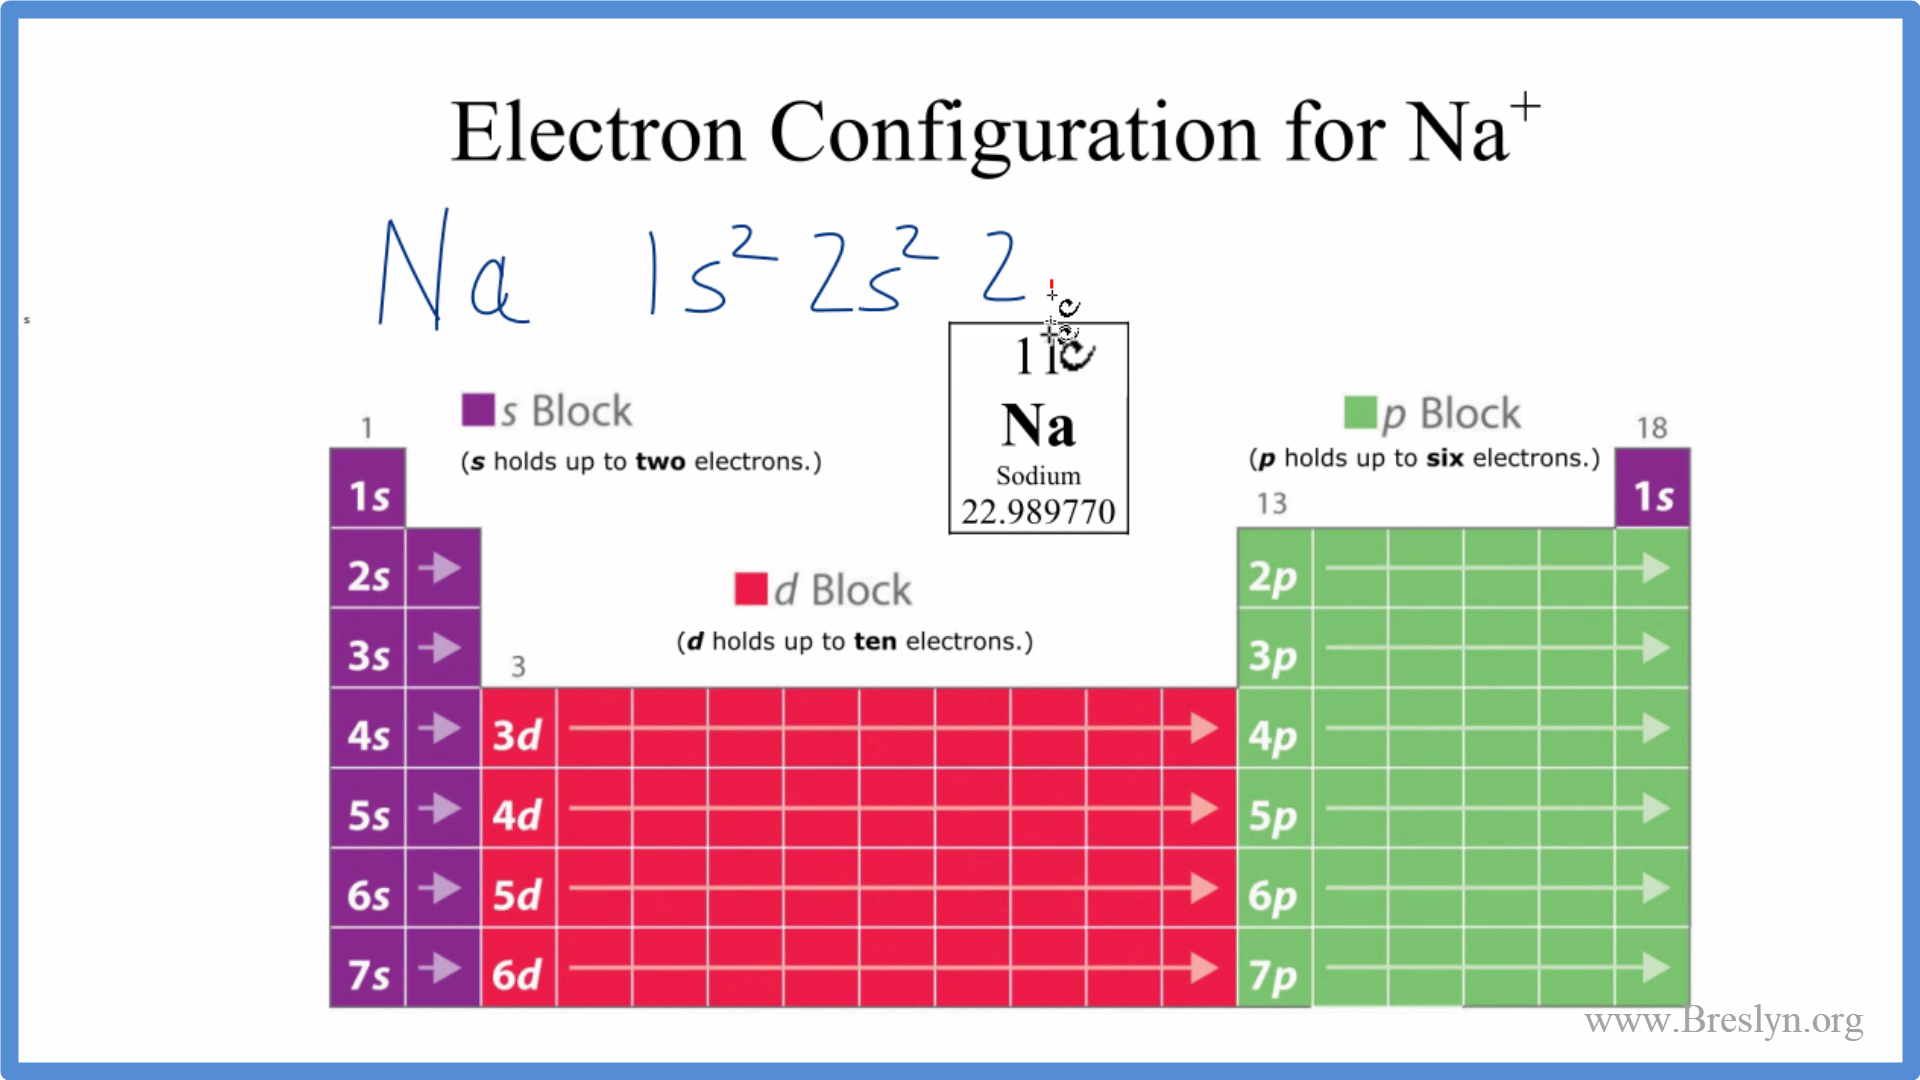 Electron Configuration for Na⁺
Na 1s² 2s² 2
s
11
Na
Sodium
22.989770
s Block
(s holds up to two electrons.)
p Block
(p holds up to six electrons.)
d Block
(d holds up to ten electrons.)
1 18
1s 1s
13
2s 2p
3s 3p
3
4s 3d 4p
5s 4d 5p
6s 5d 6p
7s 6d 7p
www.Breslyn.org